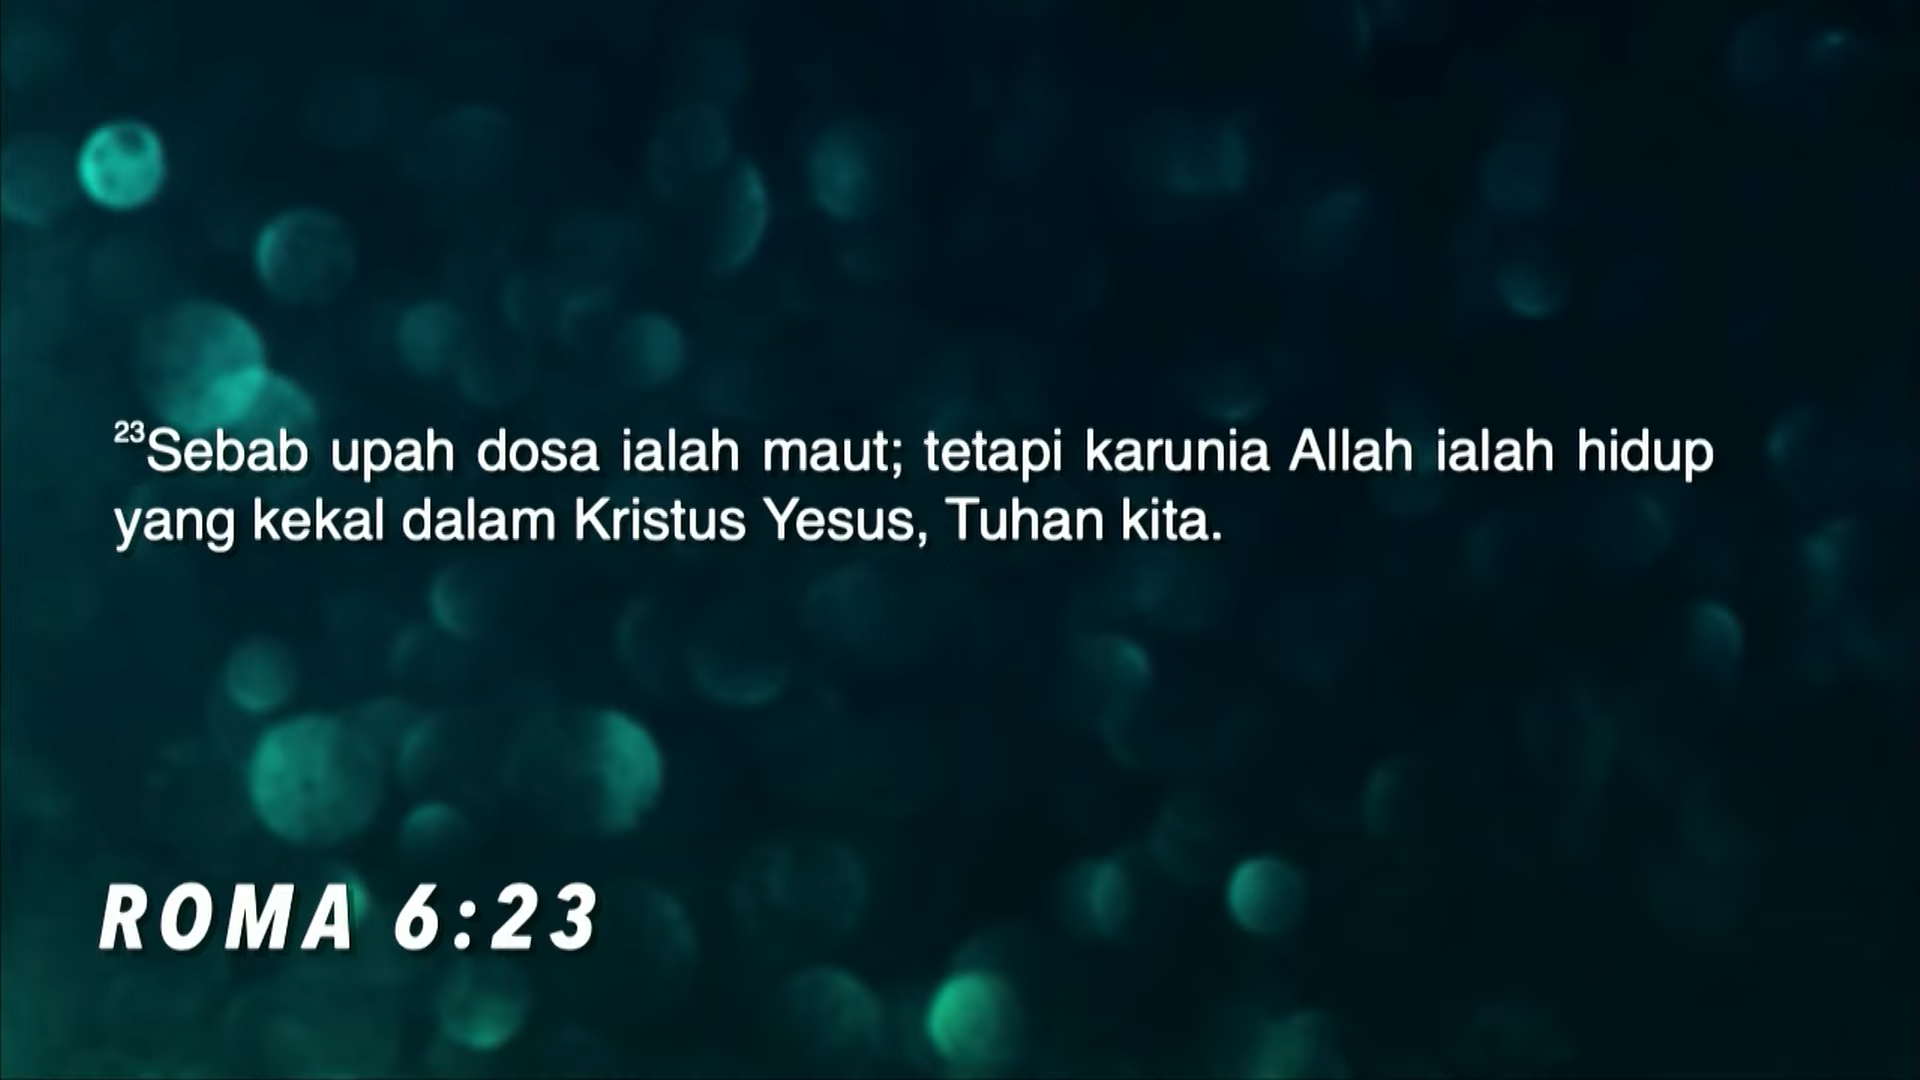 ²³Sebab upah dosa ialah maut; tetapi karunia Allah ialah hidup
yang kekal dalam Kristus Yesus, Tuhan kita.
ROMA 6:23